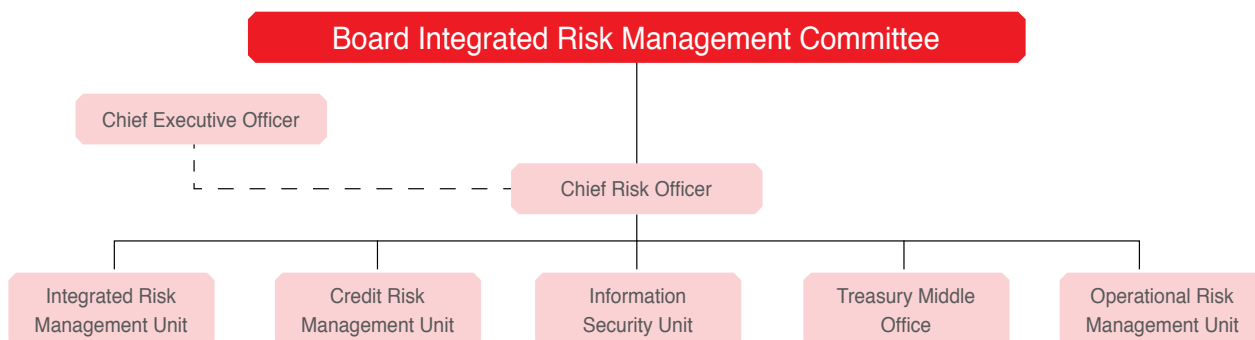 Board Integrated Risk Management Committee
Chief Executive Officer
Chief Risk Officer
Integrated Risk
Management Unit
Credit Risk
Management Unit
Information
Security Unit
Treasury Middle
Office
Operational Risk
Management Unit